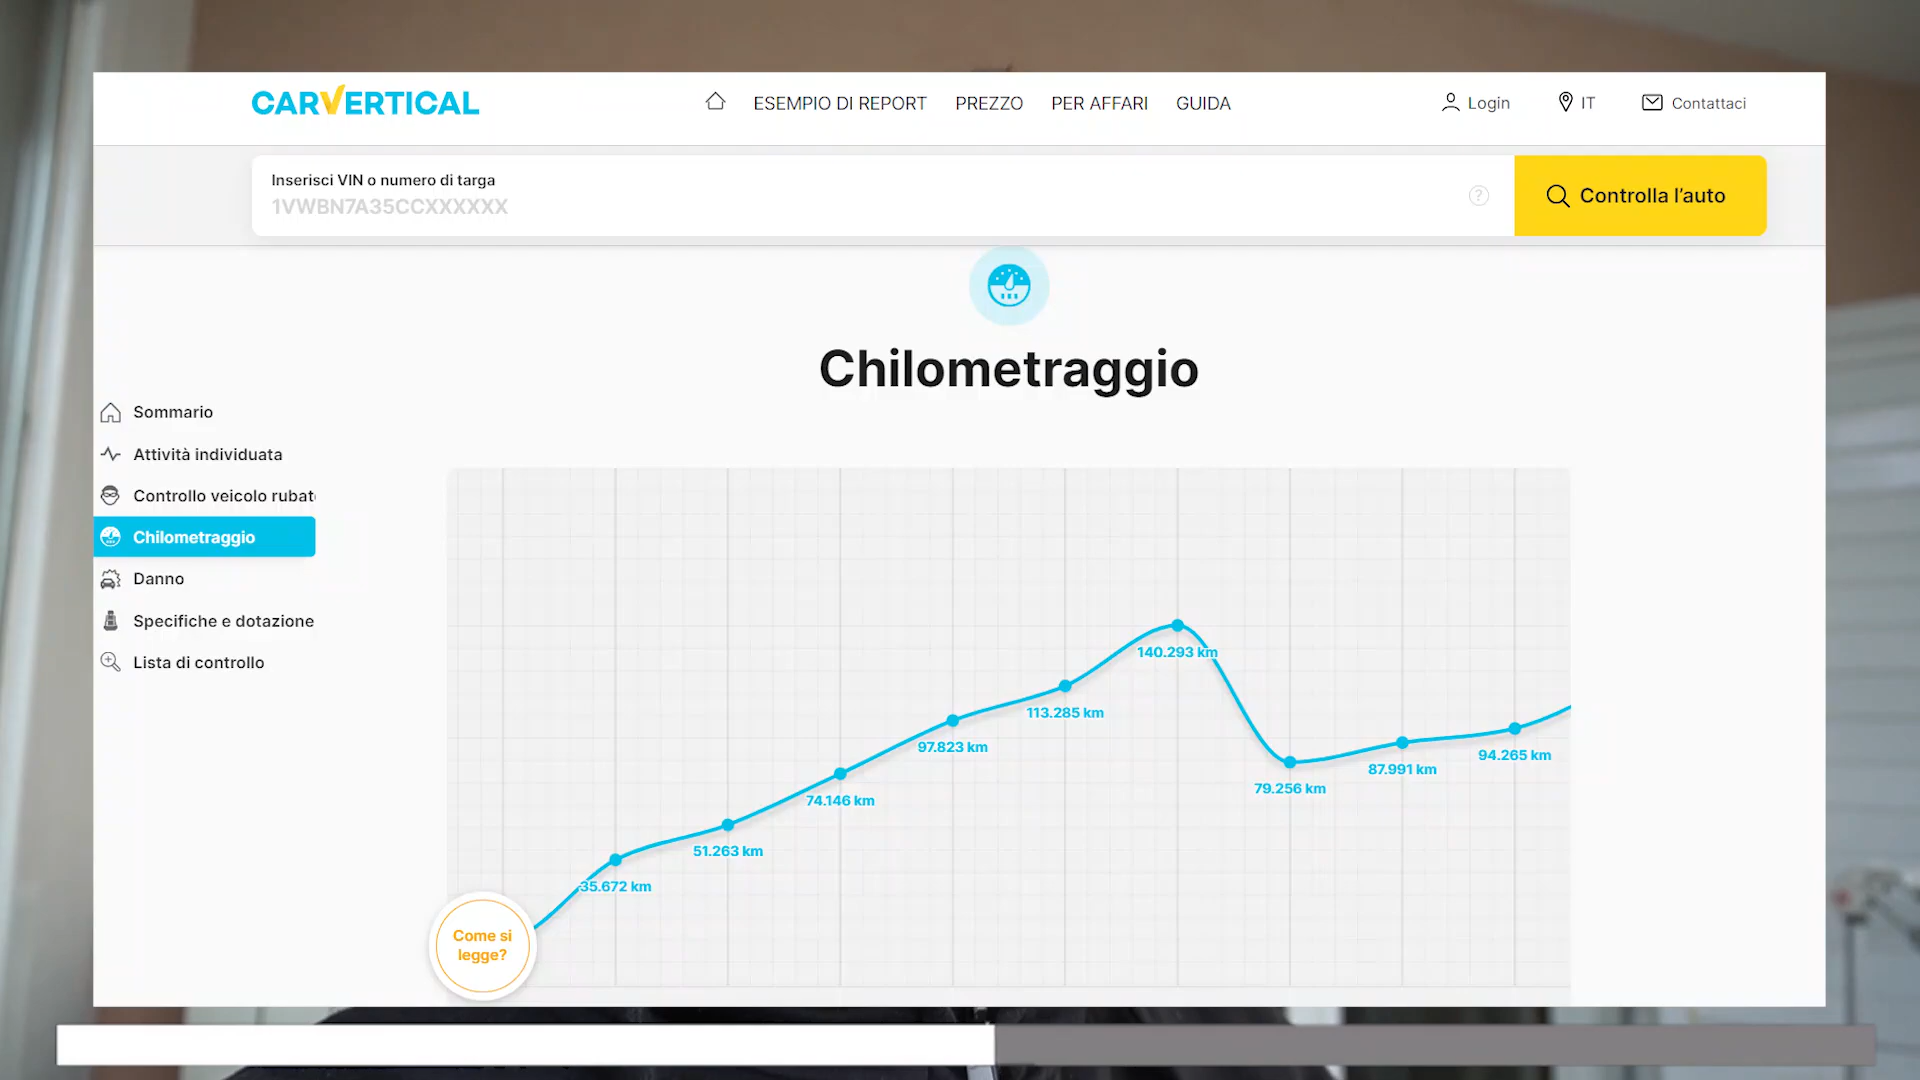 CARVERTICAL
ESEMPIO DI REPORT
PREZZO
PER AFFARI
GUIDA
Login
IT
Contattaci
Inserisci VIN o numero di targa
1VWBN7A35CCXXXXXX
?
Controlla l'auto
Chilometraggio
Sommario
Attività individuata
Controllo veicolo rubat
Chilometraggio
Danno
Specifiche e dotazione
Lista di controllo
140.293 km
113.285 km
97.823 km
94.265 km
87.991 km
79.256 km
74.146 km
51.263 km
35.672 km
Come si
legge?